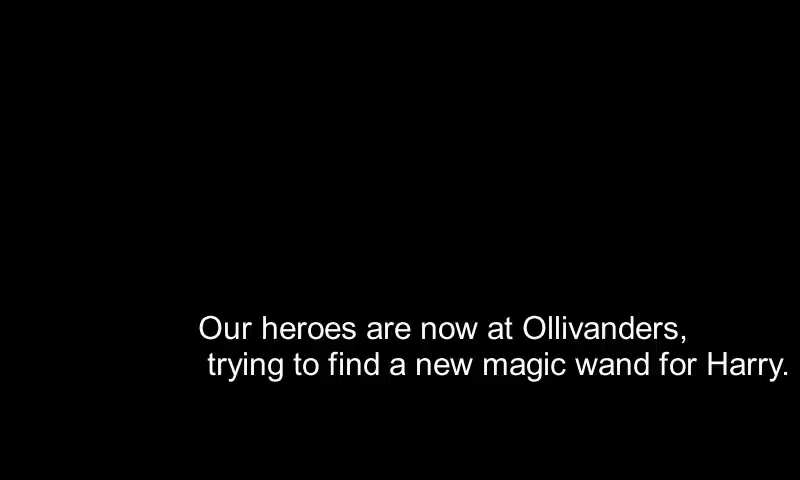 Our heroes are now at Ollivanders,
trying to find a new magic wand for Harry.